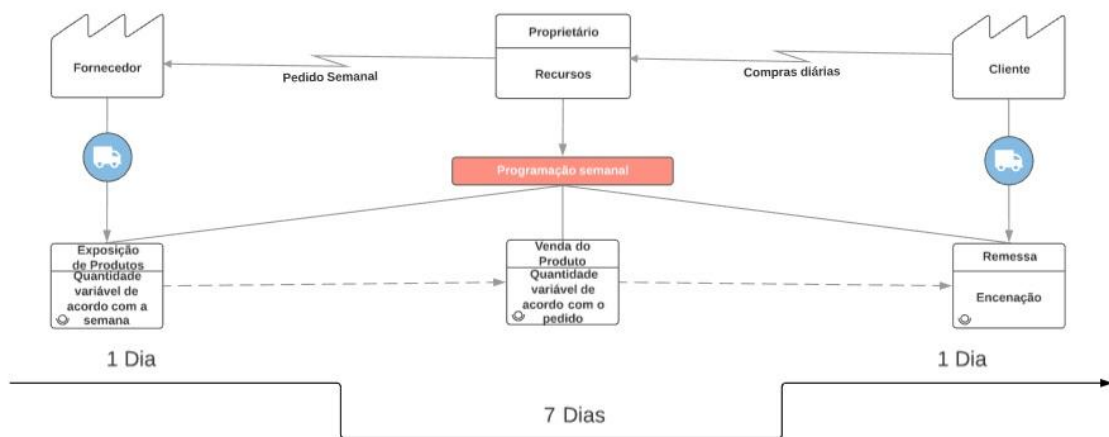 Fornecedor
Pedido Semanal
Proprietário
Recursos
Compras diárias
Cliente
Programação semanal
Exposição
de Produtos
Quantidade
variável de
acordo com a
semana
Venda do
Produto
Quantidade
variável de
acordo com o
pedido
Remessa
Encenação
1 Dia
7 Dias
1 Dia